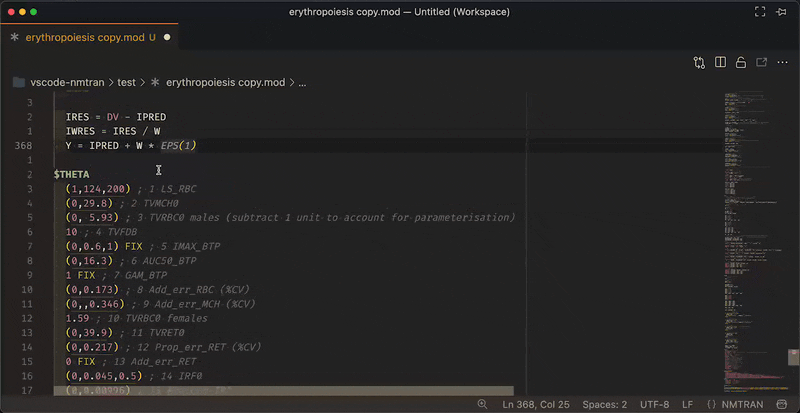 erythropoiesis copy.mod — Untitled (Workspace)
erythropoiesis copy.mod U
vscode-nmtran > test > erythropoiesis copy.mod > ...
3
2 IRES = DV - IPRED
1 IWRES = IRES / W
368 Y = IPRED + W * EPS(1)
1
2 $THETA
3 (1,124,200) ; 1 LS_RBC
4 (0,29.8) ; 2 TVMCH0
5 (0, 5.93) ; 3 TVRBC0 males (subtract 1 unit to account for parameterisation)
6 10 ; 4 TVFDB
7 (0,0.6,1) FIX ; 5 IMAX_BTP
8 (0,16.3) ; 6 AUC50_BTP
9 1 FIX ; 7 GAM_BTP
10 (0,0.173) ; 8 Add_err_RBC (%CV)
11 (0,,0.346) ; 9 Add_err_MCH (%CV)
12 1.59 ; 10 TVRBC0 females
13 (0,39.9) ; 11 TVRET0
14 (0,0.217) ; 12 Prop_err_RET (%CV)
15 0 FIX ; 13 Add_err_RET
16 (0,0.045,0.5) ; 14 IRF0
17 (0,0.00996)
Ln 368, Col 25 Spaces: 2 UTF-8 LF {} NMTRAN